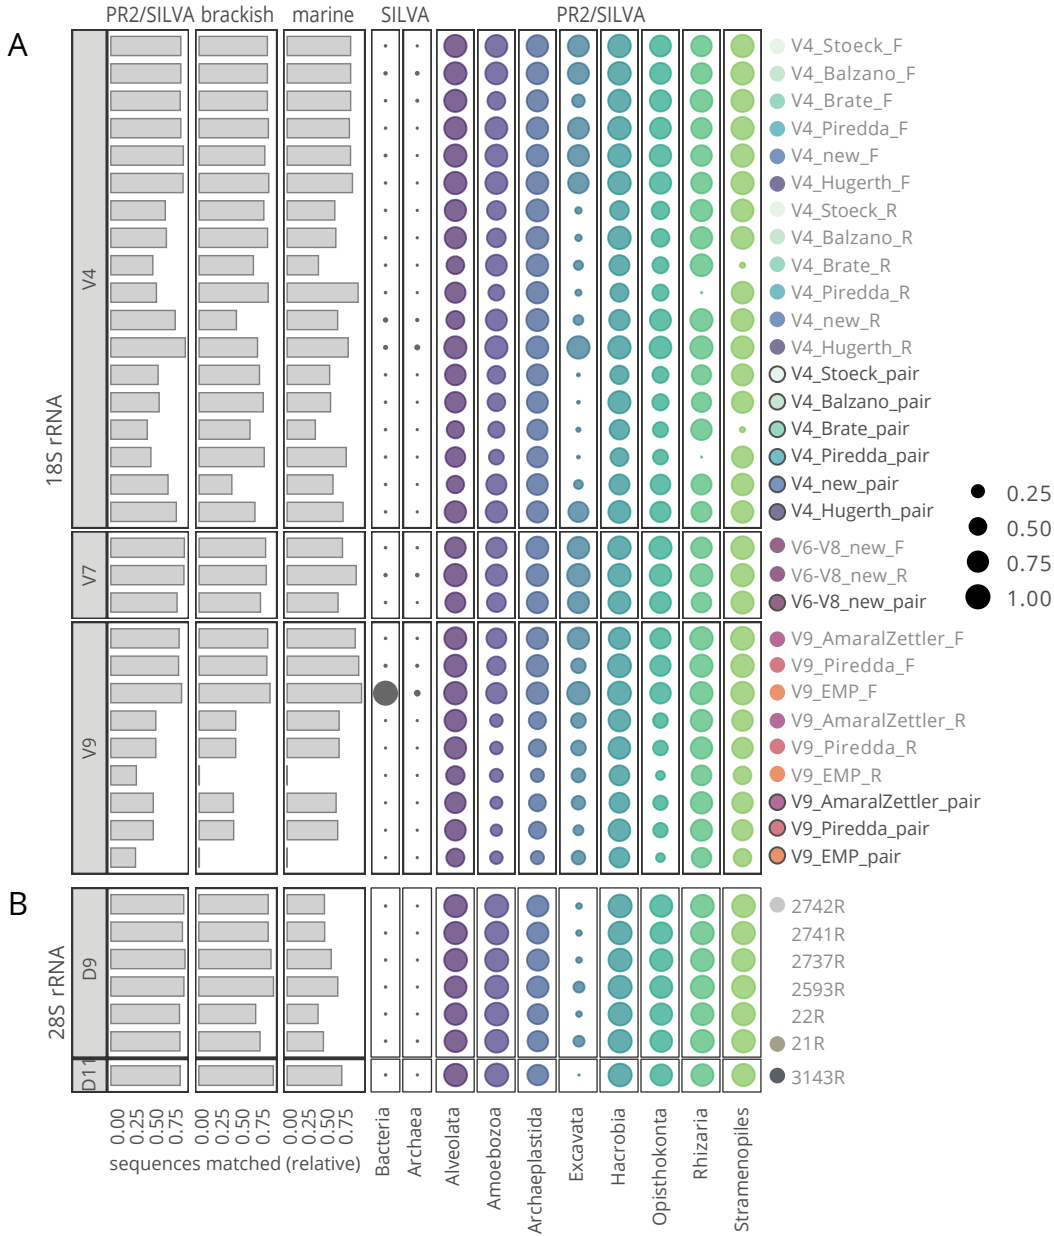 PR2/SILVA brackish marine SILVA PR2/SILVA
A
18S rRNA
V4
V4_Stoeck_F
V4_Balzano_F
V4_Brate_F
V4_Piredda_F
V4_new_F
V4_Hugerth_F
V4_Stoeck_R
V4_Balzano_R
V4_Brate_R
V4_Piredda_R
V4_new_R
V4_Hugerth_R
V4_Stoeck_pair
V4_Balzano_pair
V4_Brate_pair
V4_Piredda_pair
V4_new_pair
V4_Hugerth_pair
V7
V6-V8_new_F
V6-V8_new_R
V6-V8_new_pair
V9
V9_AmaralZettler_F
V9_Piredda_F
V9_EMP_F
V9_AmaralZettler_R
V9_Piredda_R
V9_EMP_R
V9_AmaralZettler_pair
V9_Piredda_pair
V9_EMP_pair
0.25
0.50
0.75
1.00
B
28S rRNA
D9
2742R
2741R
2737R
2593R
22R
21R
D11
3143R
0.00 0.25 0.50 0.75 0.00 0.25 0.50 0.75 0.00 0.25 0.50 0.75
sequences matched (relative)
Bacteria
Archaea
Alveolata
Amoebozoa
Archaeplastida
Excavata
Hacrobia
Opisthokonta
Rhizaria
Stramenopiles